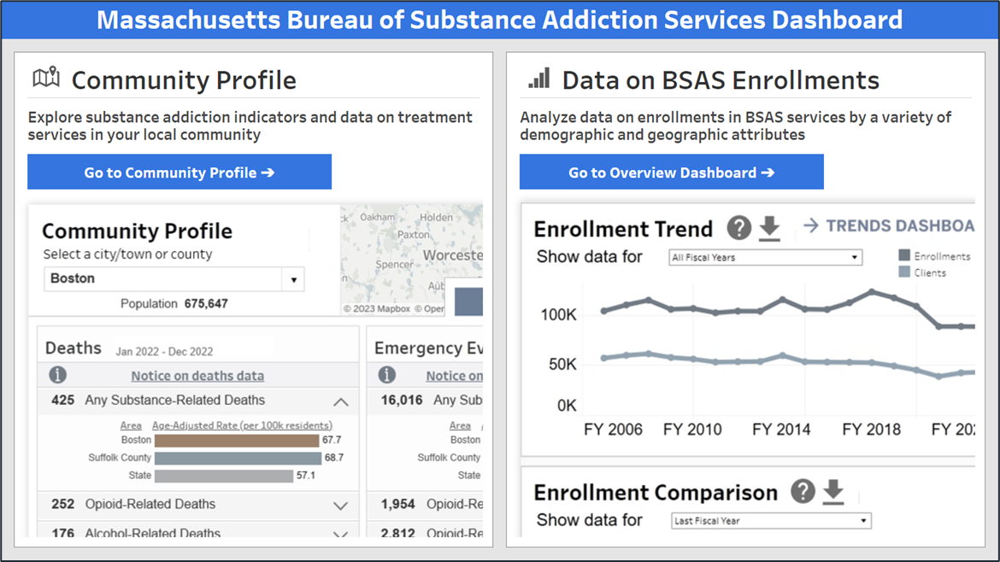 Massachusetts Bureau of Substance Addiction Services Dashboard
Community Profile
Explore substance addiction indicators and data on treatment
services in your local community
Go to Community Profile ➔
Community Profile
Select a city/town or county
Boston
Population 675,647
Oakham
Holden
Paxton
Worceste
Spencer
© 2023 Mapbox © Open
Deaths Jan 2022 - Dec 2022
Notice on deaths data
425 Any Substance-Related Deaths
Area Age-Adjusted Rate (per 100k residents)
Boston 67.7
Suffolk County 68.7
State 57.1
252 Opioid-Related Deaths
176 Alcohol-Related Deaths
Emergency Ev
Notice on
16,016 Any Sub
Area
Boston
Suffolk County
State
1,954 Opioid-Re
2,812 Opioid-Re
Data on BSAS Enrollments
Analyze data on enrollments in BSAS services by a variety of
demographic and geographic attributes
Go to Overview Dashboard ➔
Enrollment Trend ? → TRENDS DASHBOA
Show data for All Fiscal Years
Enrollments
Clients
100K
50K
0K
FY 2006 FY 2010 FY 2014 FY 2018 FY 202
Enrollment Comparison ?
Show data for Last Fiscal Year